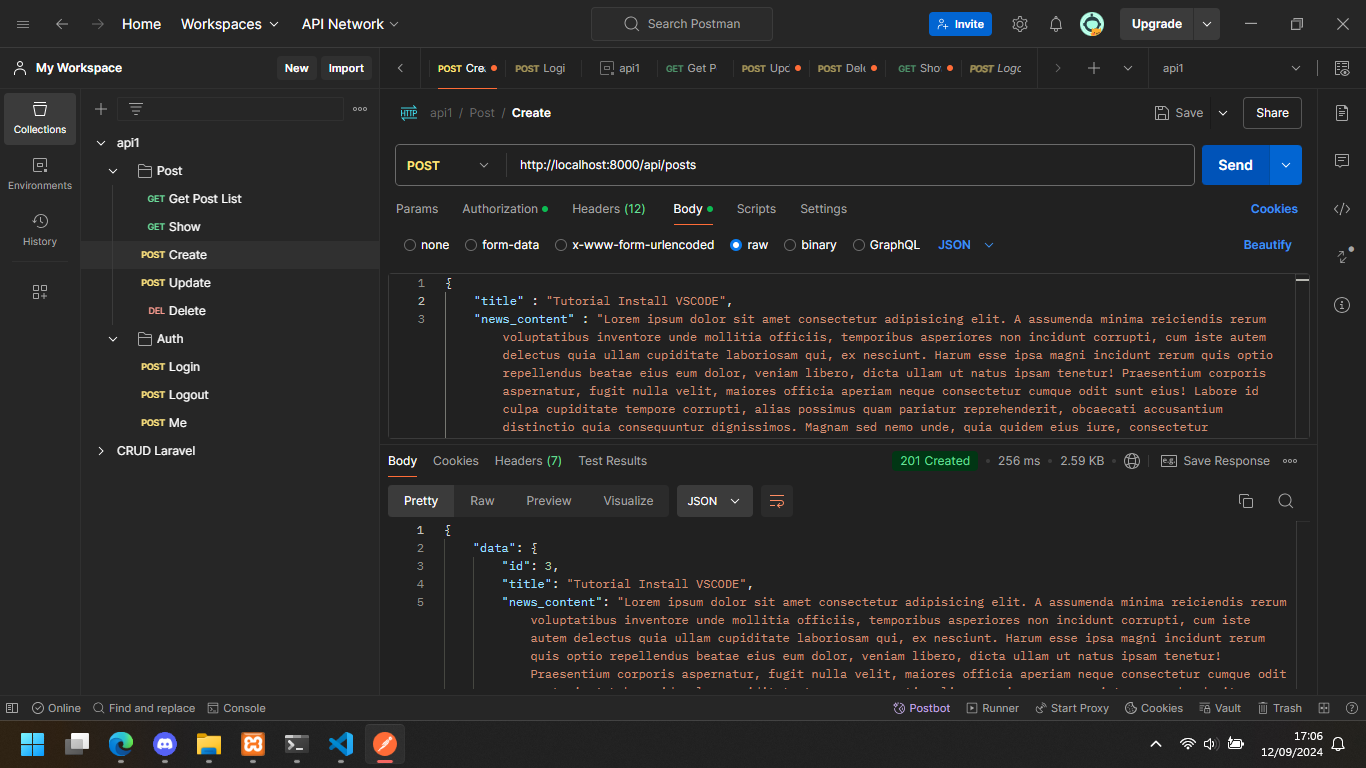 Home Workspaces API Network Search Postman Invite Upgrade
My Workspace New Import POST Cre POST Logi api1 GET Get P POST Upd POST Dele GET Sho POST Logo api1
Collections
Environments
History
api1
Post
GET Get Post List
GET Show
POST Create
POST Update
DEL Delete
Auth
POST Login
POST Logout
POST Me
CRUD Laravel
HTTP api1 / Post / Create Save Share
POST http://localhost:8000/api/posts Send
Params Authorization Headers (12) Body Scripts Settings Cookies
none form-data x-www-form-urlencoded raw binary GraphQL JSON Beautify
1 {
2 "title" : "Tutorial Install VSCODE",
3 "news_content" : "Lorem ipsum dolor sit amet consectetur adipisicing elit. A assumenda minima reiciendis rerum
voluptatibus inventore unde mollitia officiis, temporibus asperiores non incidunt corrupti, cum iste autem
delectus quia ullam cupiditate laboriosam qui, ex nesciunt. Harum esse ipsa magni incidunt rerum quis optio
repellendus beatae eius eum dolor, veniam libero, dicta ullam ut natus ipsam tenetur! Praesentium corporis
aspernatur, fugit nulla velit, maiores officia aperiam neque consectetur cumque odit sunt eius! Labore id
culpa cupiditate tempore corrupti, alias possimus quam pariatur reprehenderit, obcaecati accusantium
distinctio quia consequuntur dignissimos. Magnam sed nemo unde, quia quidem eius iure, consectetur
Body Cookies Headers (7) Test Results 201 Created 256 ms 2.59 KB e.g. Save Response
Pretty Raw Preview Visualize JSON
1 {
2 "data": {
3 "id": 3,
4 "title": "Tutorial Install VSCODE",
5 "news_content": "Lorem ipsum dolor sit amet consectetur adipisicing elit. A assumenda minima reiciendis rerum
voluptatibus inventore unde mollitia officiis, temporibus asperiores non incidunt corrupti, cum iste
autem delectus quia ullam cupiditate laboriosam qui, ex nesciunt. Harum esse ipsa magni incidunt rerum
quis optio repellendus beatae eius eum dolor, veniam libero, dicta ullam ut natus ipsam tenetur!
Praesentium corporis aspernatur, fugit nulla velit, maiores officia aperiam neque consectetur cumque odit
Online Find and replace Console Postbot Runner Start Proxy Cookies Vault Trash
17:06
12/09/2024